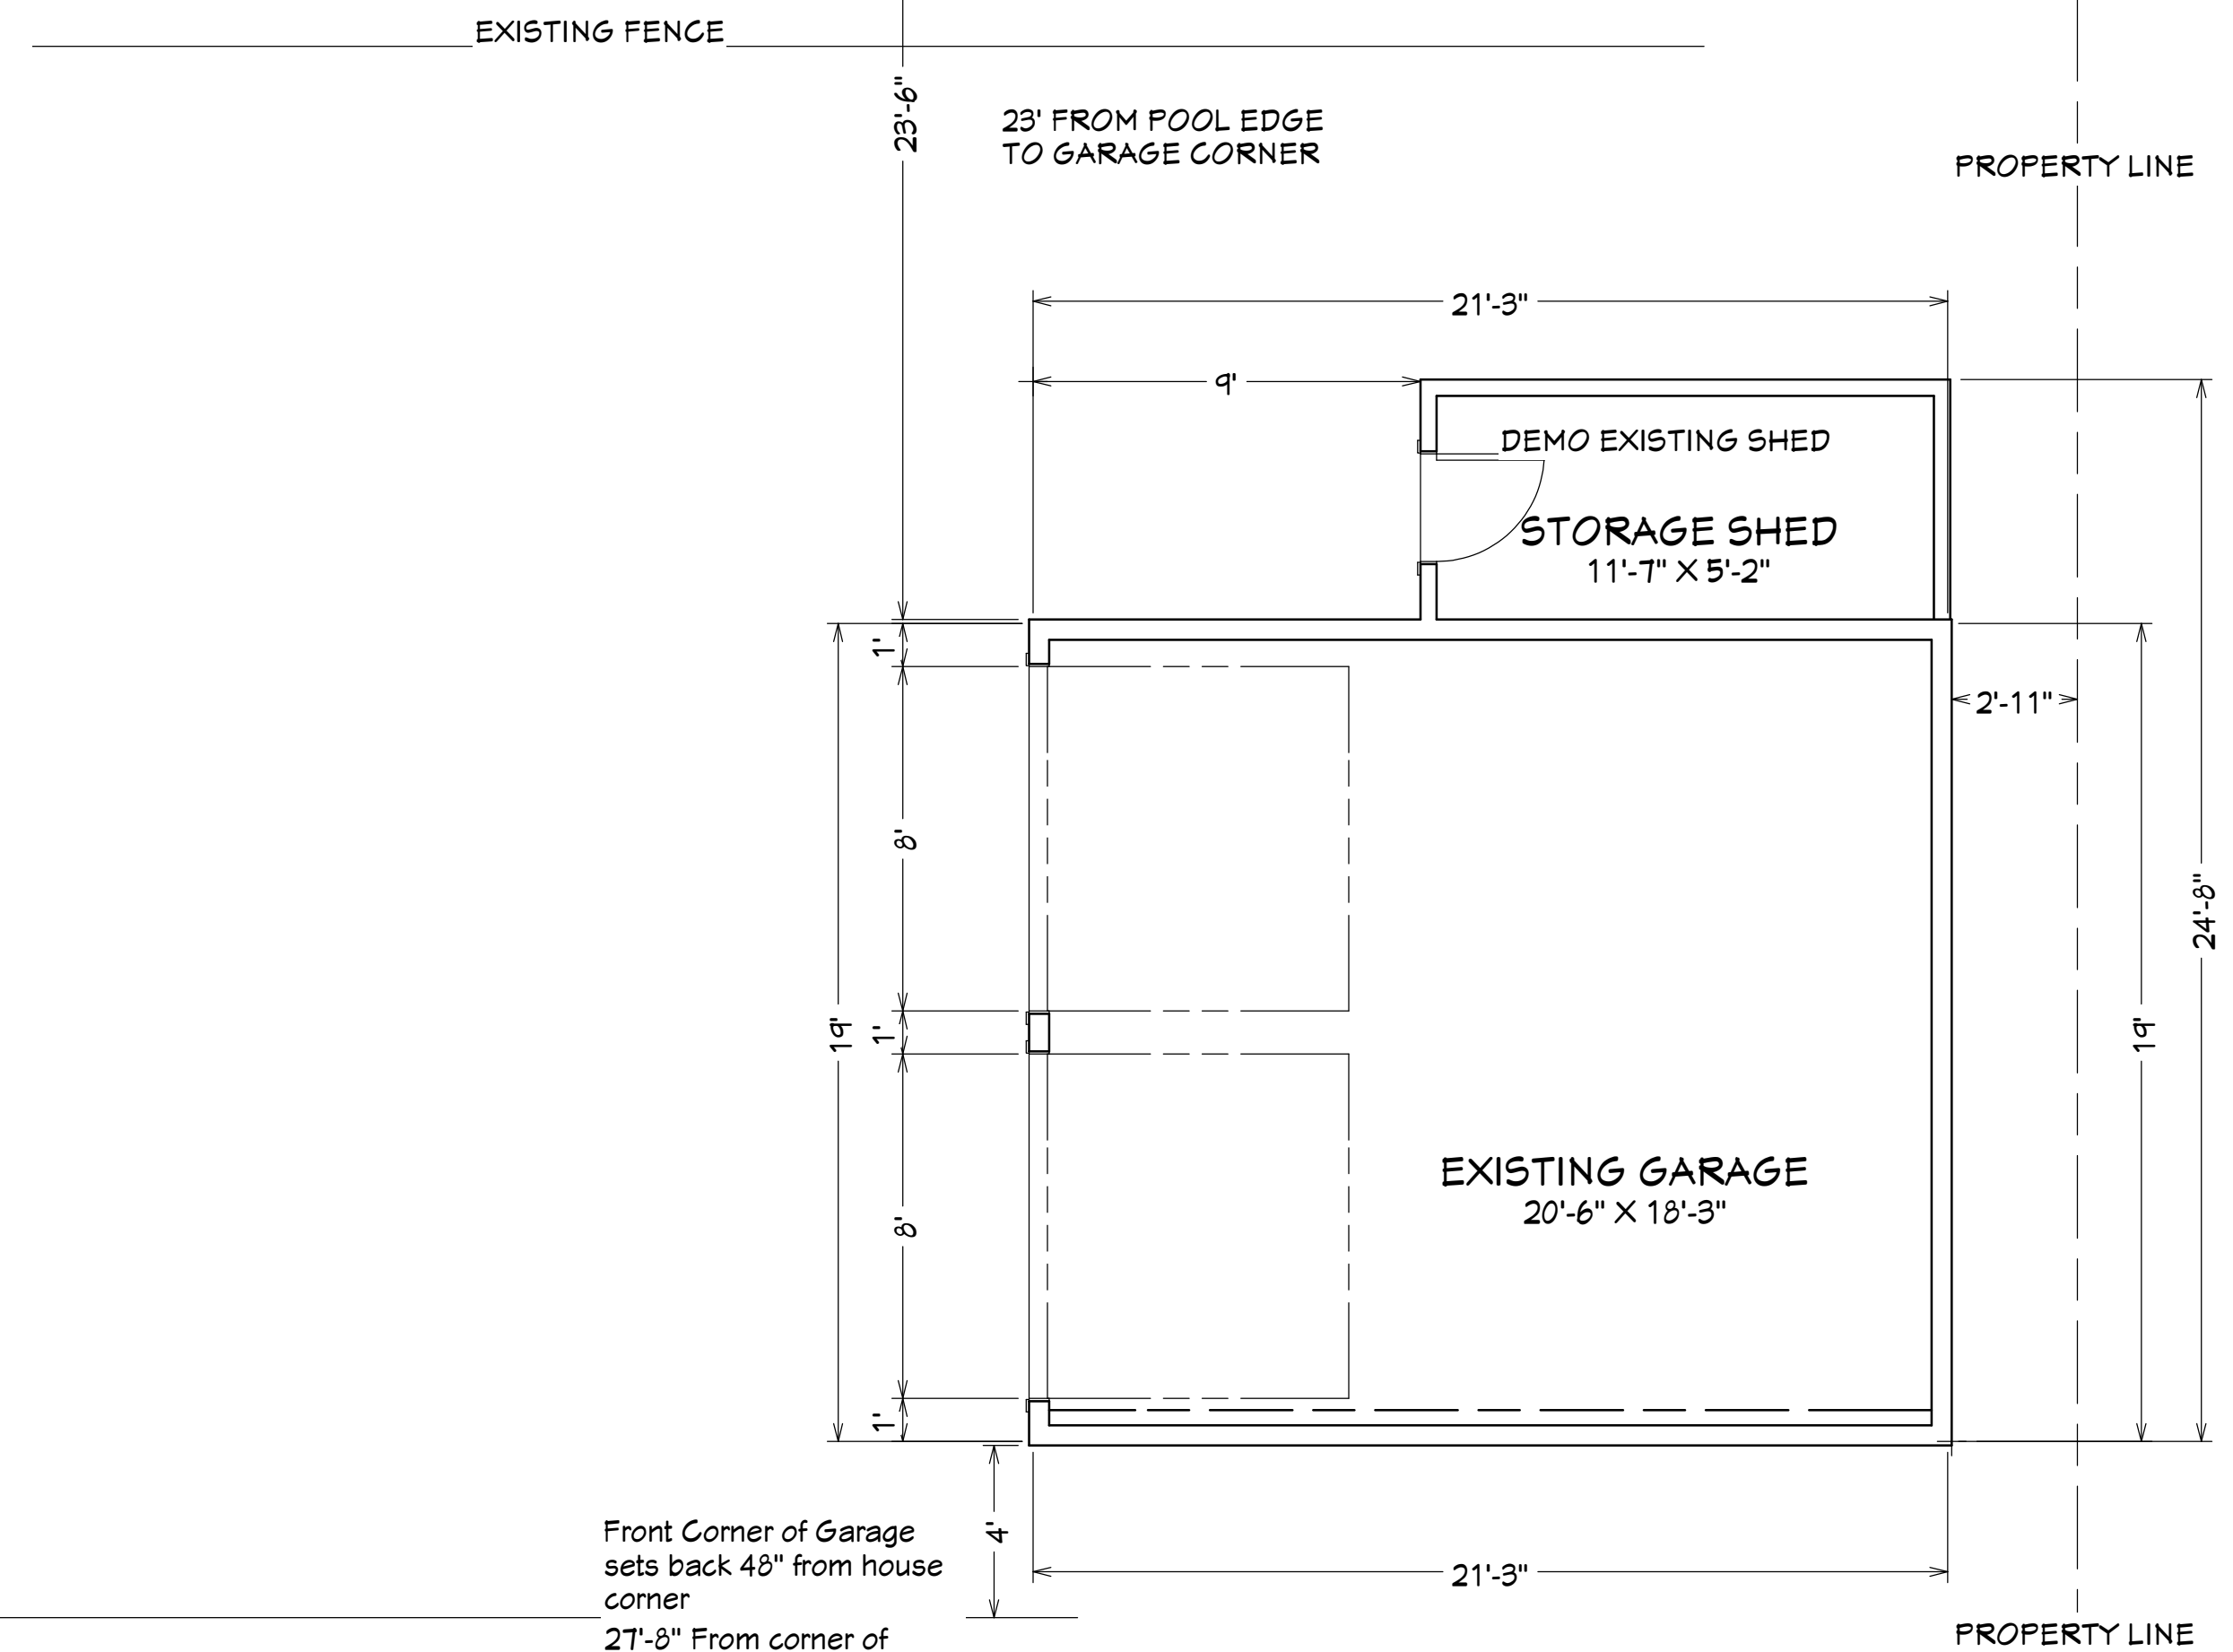 EXISTING FENCE
23'-6"
23' FROM POOL EDGE
TO GARAGE CORNER
PROPERTY LINE
21'-3"
9'
DEMO EXISTING SHED
STORAGE SHED
11'-7" X 5'-2"
1'
2'-11"
8'
24'-8"
19'
1'
19'
EXISTING GARAGE
20'-6" X 18'-3"
8'
1'
Front Corner of Garage
sets back 48" from house
corner
27'-8" From corner of
4'
21'-3"
PROPERTY LINE